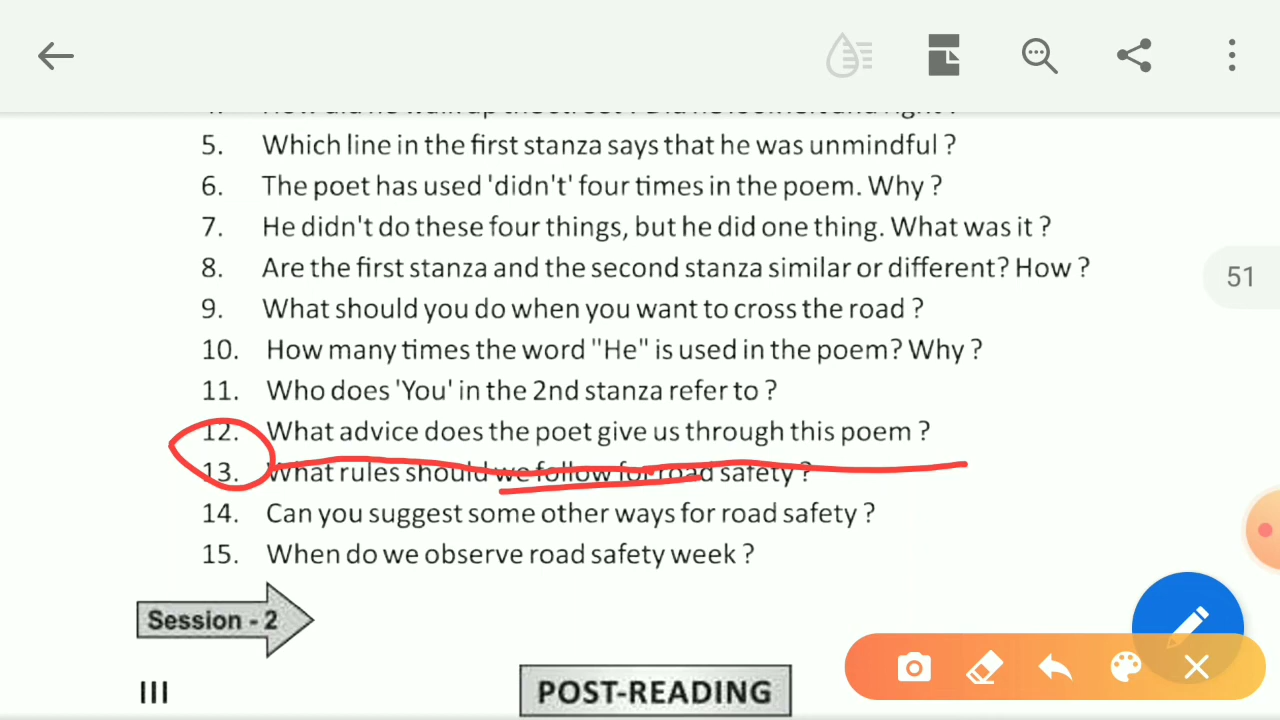 5. Which line in the first stanza says that he was unmindful ?
6. The poet has used 'didn't' four times in the poem. Why ?
7. He didn't do these four things, but he did one thing. What was it ?
8. Are the first stanza and the second stanza similar or different? How ?
51
9. What should you do when you want to cross the road ?
10. How many times the word "He" is used in the poem? Why ?
11. Who does 'You' in the 2nd stanza refer to ?
12. What advice does the poet give us through this poem ?
13. What rules should we follow for road safety ?
14. Can you suggest some other ways for road safety ?
15. When do we observe road safety week ?
Session - 2
III POST-READING